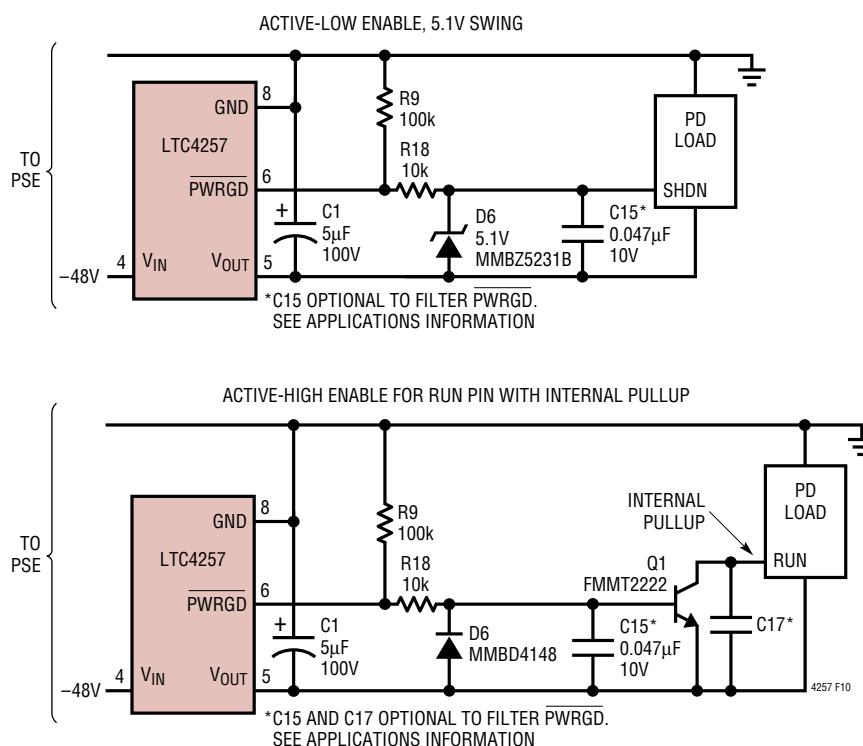 ACTIVE-LOW ENABLE, 5.1V SWING
TO
PSE
GND
8
LTC4257
PWRGD
6
–48V
4
VIN
VOUT
5
+
C1
5µF
100V
R9
100k
R18
10k
D6
5.1V
MMBZ5231B
C15*
0.047µF
10V
PD
LOAD
SHDN
*C15 OPTIONAL TO FILTER PWRGD.
SEE APPLICATIONS INFORMATION
ACTIVE-HIGH ENABLE FOR RUN PIN WITH INTERNAL PULLUP
TO
PSE
GND
8
LTC4257
PWRGD
6
–48V
4
VIN
VOUT
5
+
C1
5µF
100V
R9
100k
R18
10k
D6
MMBD4148
C15*
0.047µF
10V
Q1
FMMT2222
INTERNAL
PULLUP
C17*
PD
LOAD
RUN
4257 F10
*C15 AND C17 OPTIONAL TO FILTER PWRGD.
SEE APPLICATIONS INFORMATION